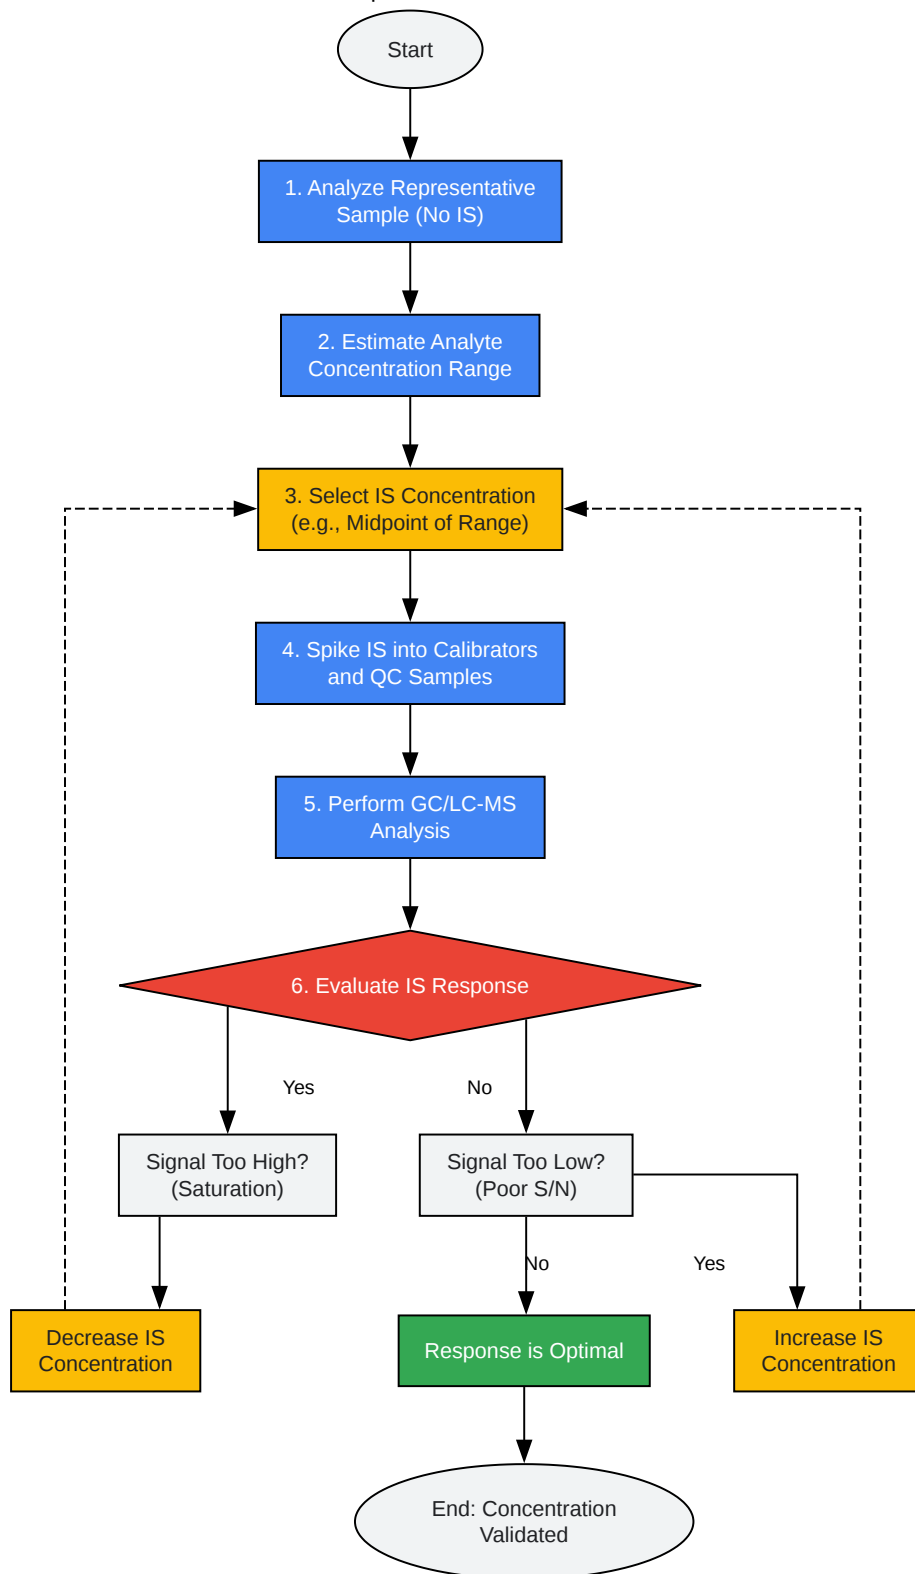 Start
1. Analyze Representative
Sample (No IS)
2. Estimate Analyte
Concentration Range
3. Select IS Concentration
(e.g., Midpoint of Range)
4. Spike IS into Calibrators
and QC Samples
5. Perform GC/LC-MS
Analysis
6. Evaluate IS Response
Yes
No
Signal Too High?
(Saturation)
Signal Too Low?
(Poor S/N)
No
Yes
Decrease IS
Concentration
Response is Optimal
Increase IS
Concentration
End: Concentration
Validated